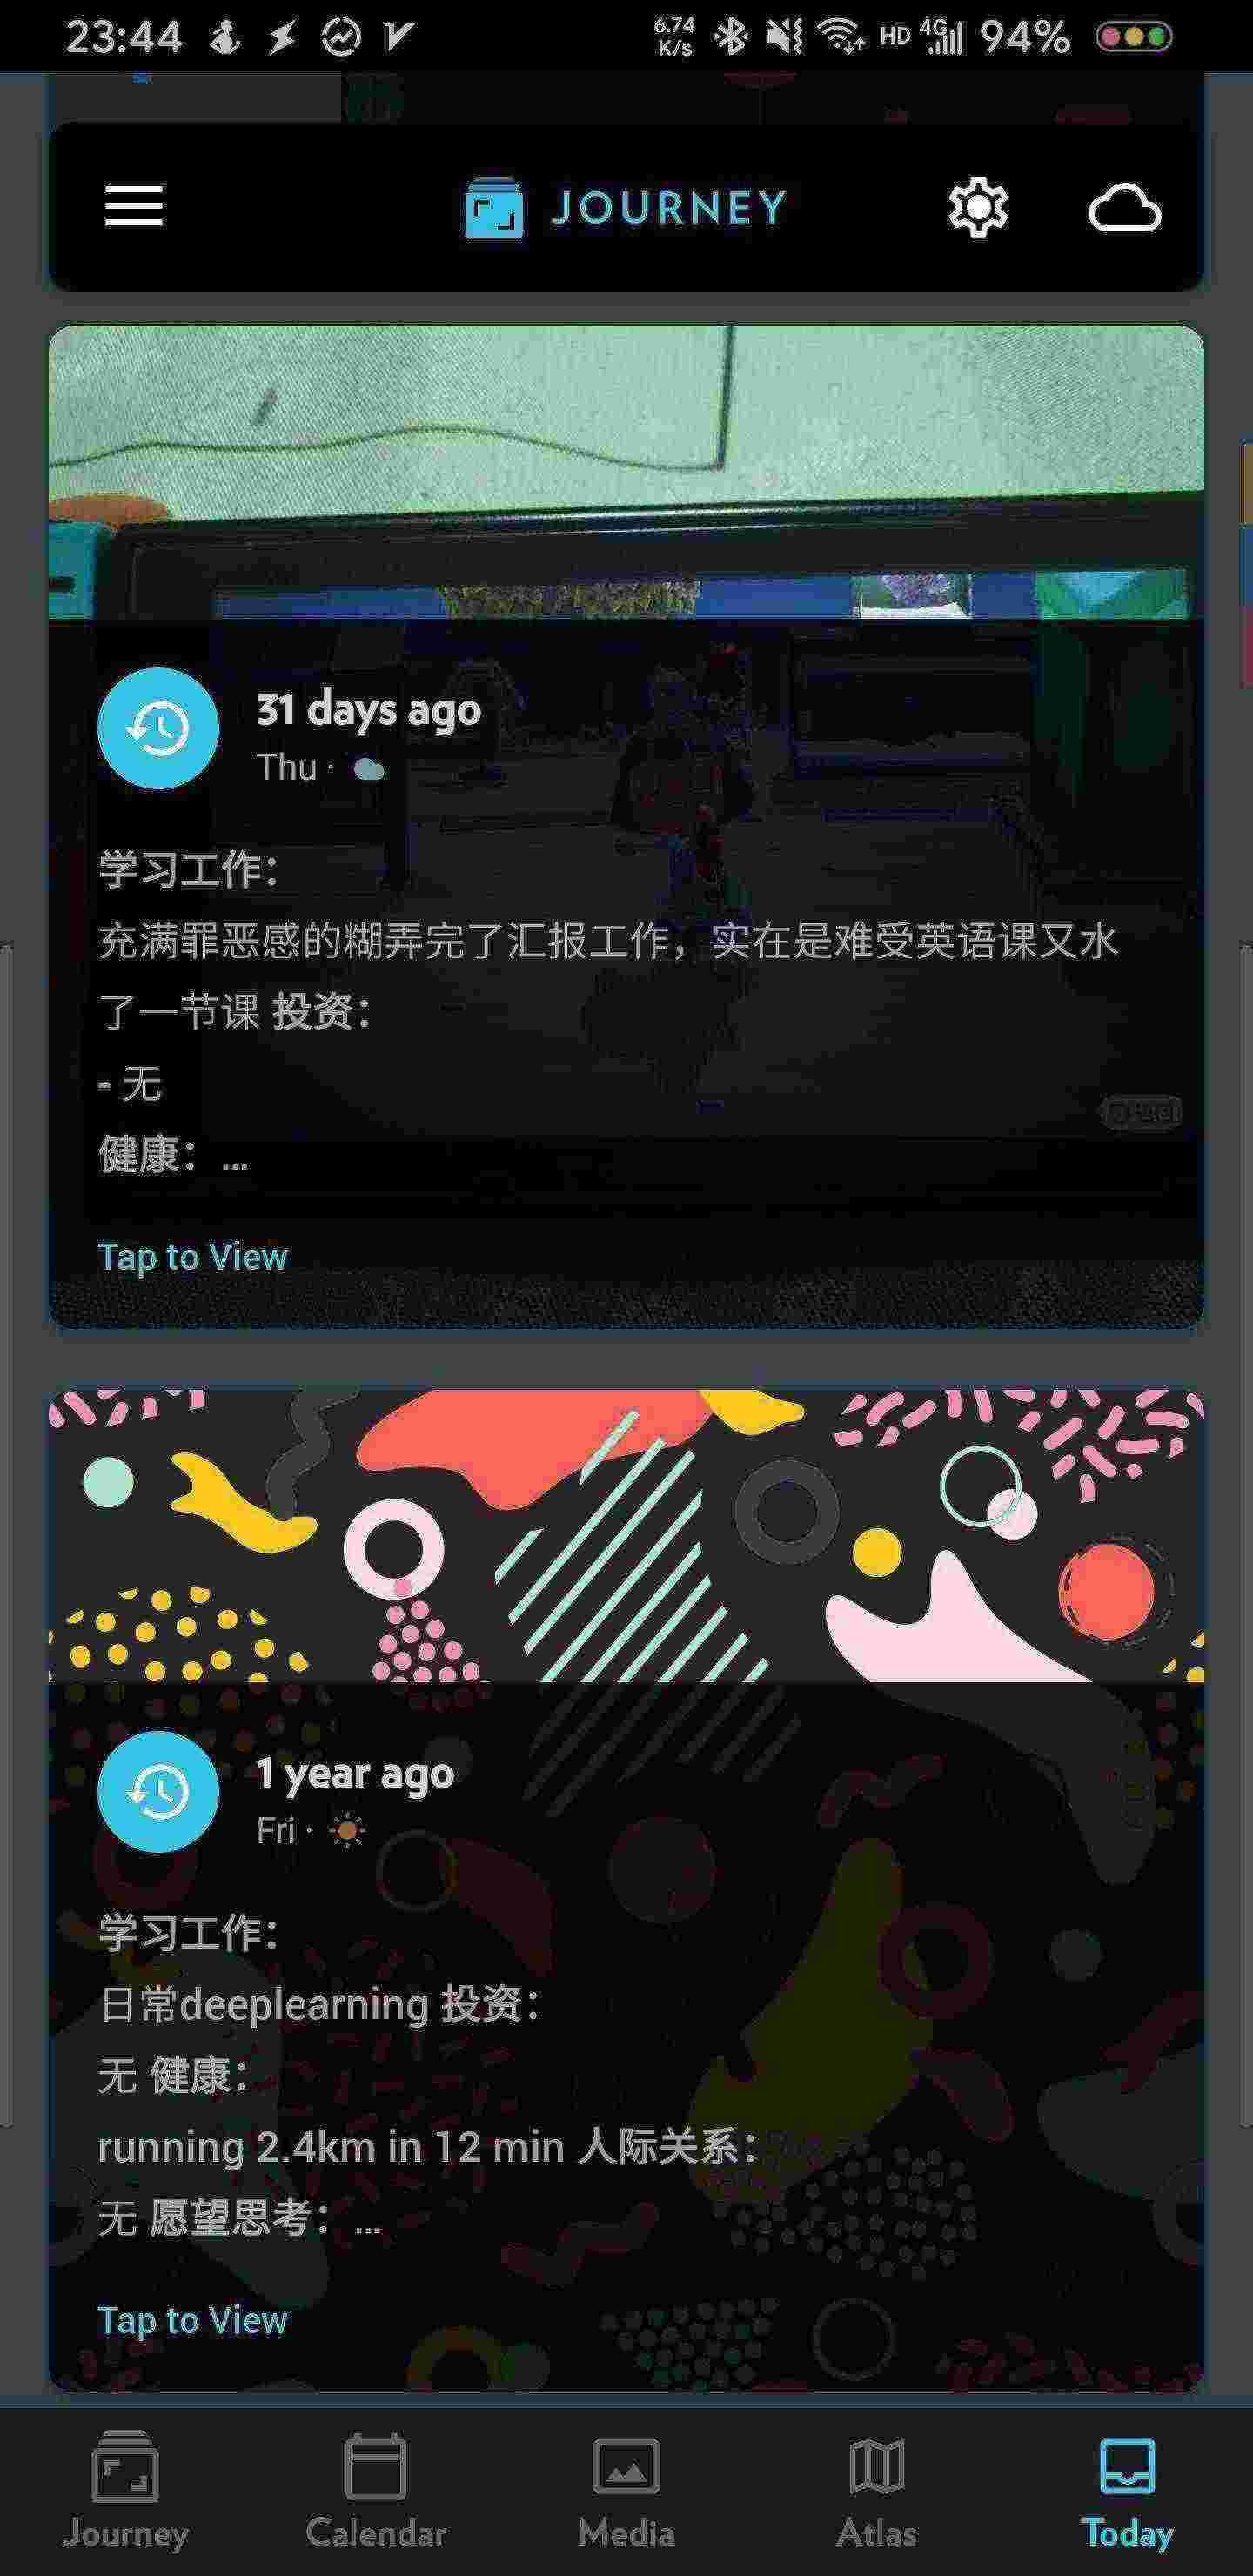 23:44
6.74 K/s HD 4G 94%
JOURNEY
31 days ago
Thu ·
学习工作：
充满罪恶感的糊弄完了汇报工作，实在是难受英语课又水
了一节课 投资：
- 无
健康：...
Tap to View
1 year ago
Fri ·
学习工作：
日常deeplearning 投资：
无 健康：
running 2.4km in 12 min 人际关系：
无 愿望思考：...
Tap to View
Journey Calendar Media Atlas Today